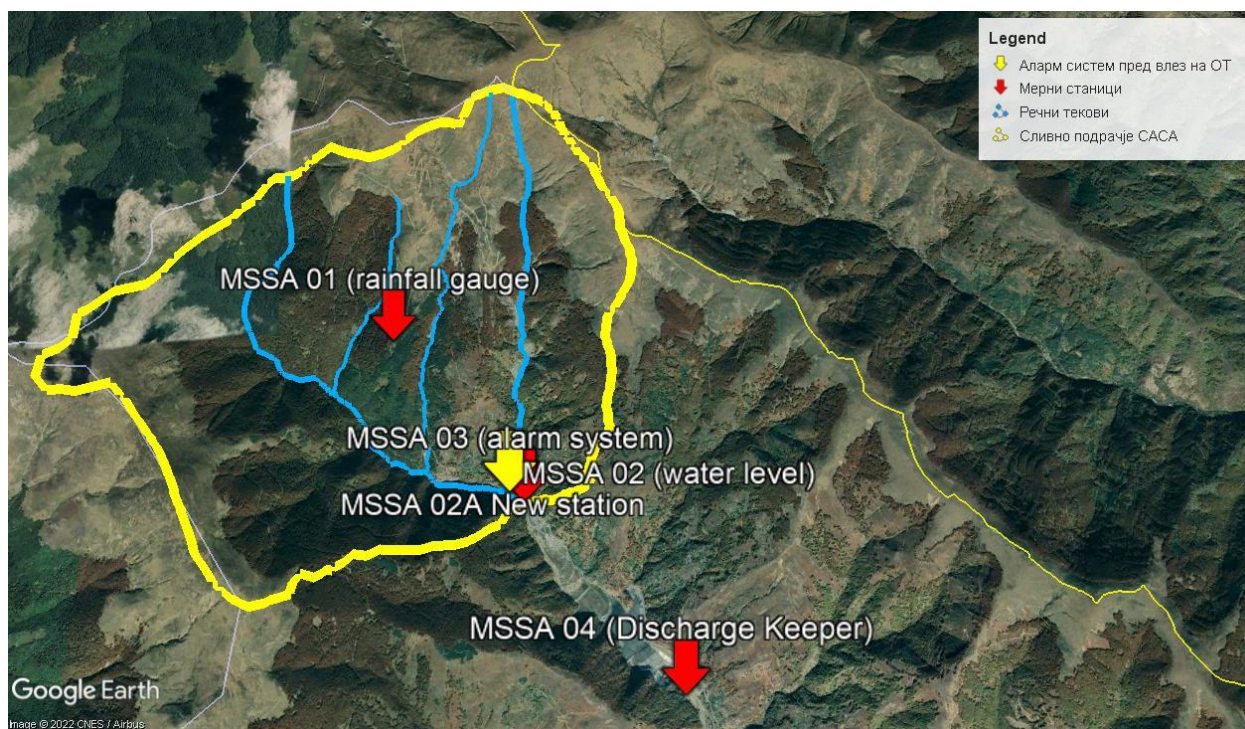 Legend
Аларм систем пред влез на ОТ
Мерни станици
Речни текови
Сливно подрачје САСА
MSSA 01 (rainfall gauge)
MSSA 03 (alarm system)
MSSA 02 (water level)
MSSA 02A New station
MSSA 04 (Discharge Keeper)
Google Earth
Image © 2022 CNES / Airbus